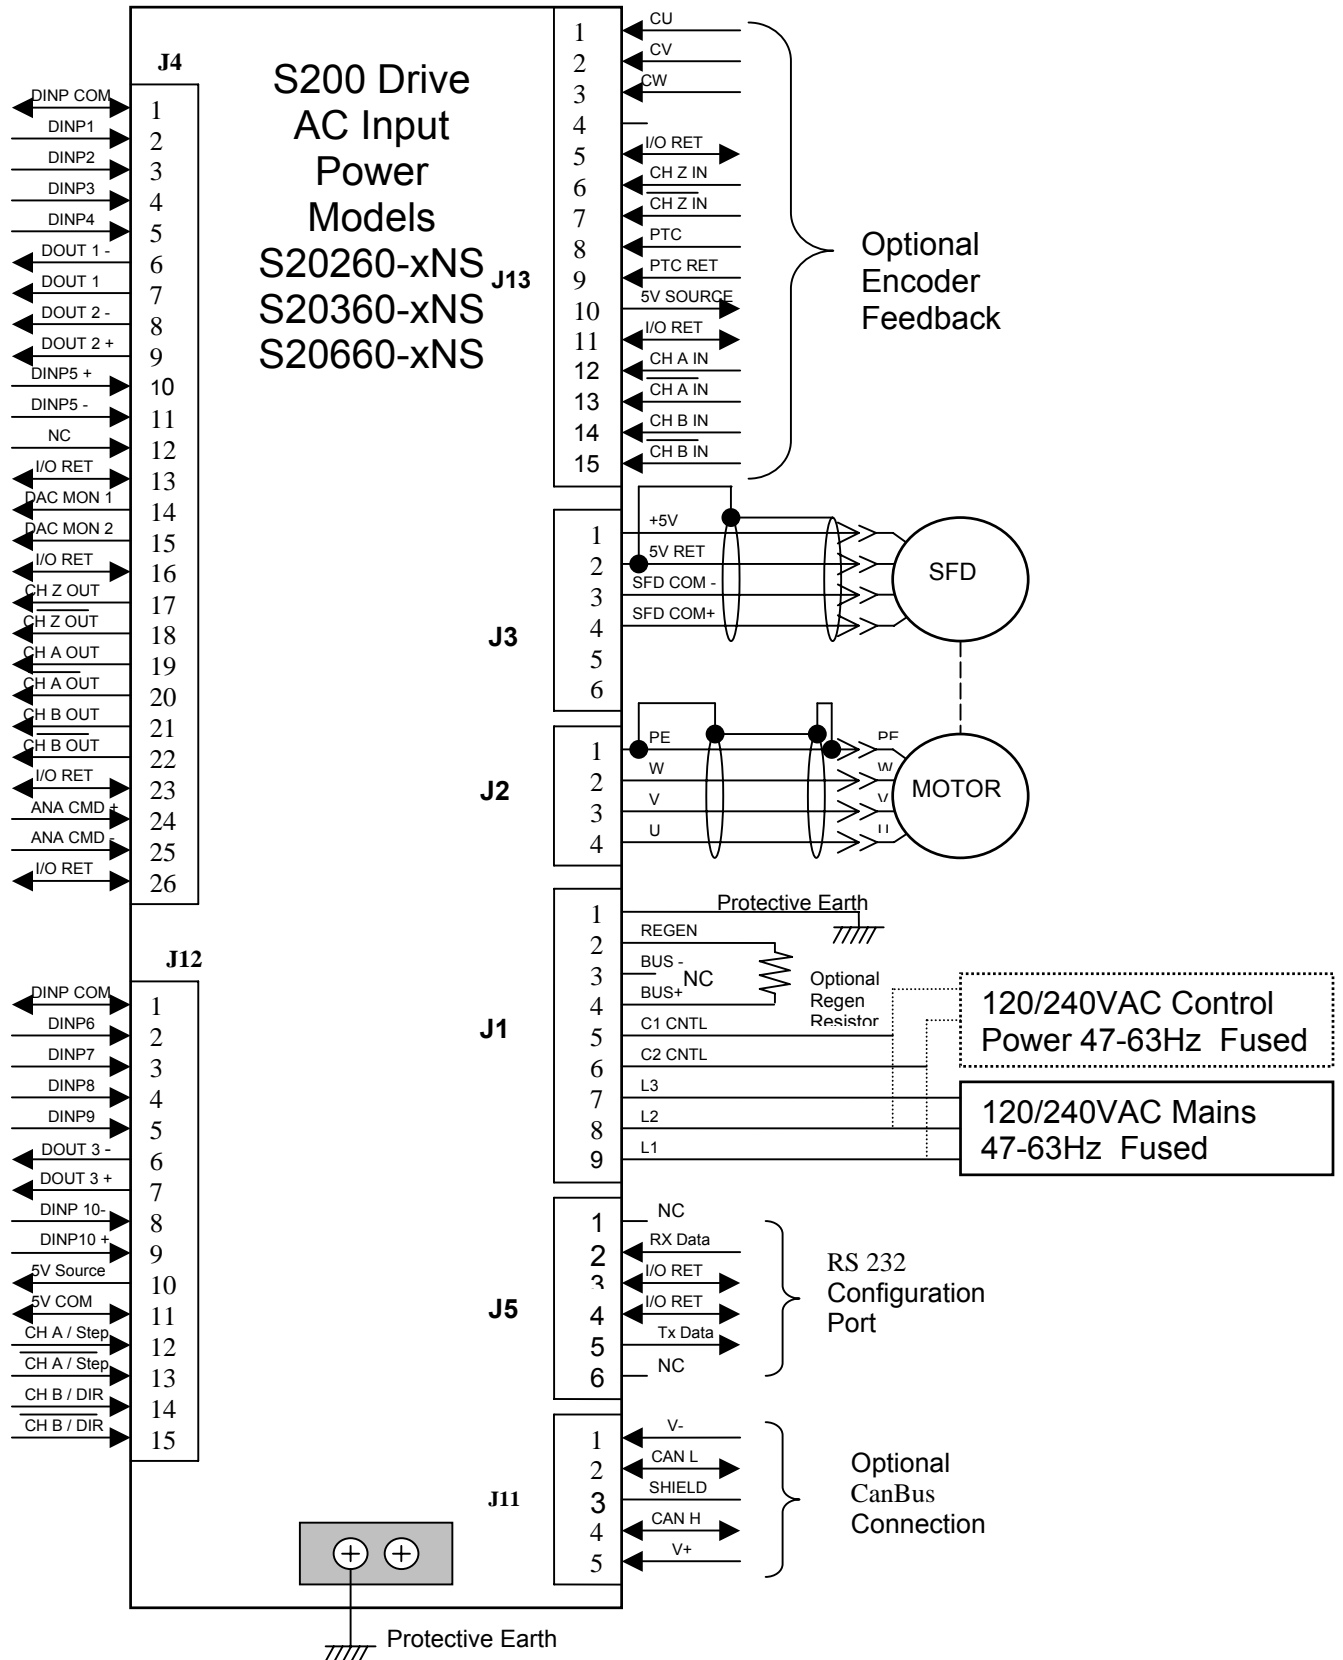 S200 Drive
AC Input
Power
Models
S20260-xNS
S20360-xNS
S20660-xNS
J4
DINP COM 1
DINP1 2
DINP2 3
DINP3 4
DINP4 5
DOUT 1 - 6
DOUT 1 7
DOUT 2 - 8
DOUT 2 + 9
DINP5 + 10
DINP5 - 11
NC 12
I/O RET 13
DAC MON 1 14
DAC MON 2 15
I/O RET 16
CH Z OUT 17
CH Z OUT 18
CH A OUT 19
CH A OUT 20
CH B OUT 21
CH B OUT 22
I/O RET 23
ANA CMD + 24
ANA CMD - 25
I/O RET 26
J12
DINP COM 1
DINP6 2
DINP7 3
DINP8 4
DINP9 5
DOUT 3 - 6
DOUT 3 + 7
DINP 10- 8
DINP10 + 9
5V Source 10
5V COM 11
CH A / Step 12
CH A / Step 13
CH B / DIR 14
CH B / DIR 15
J13
1 CU
2 CV
3 CW
4
5 I/O RET
6 CH Z IN
7 CH Z IN
8 PTC
9 PTC RET
10 5V SOURCE
11 I/O RET
12 CH A IN
13 CH A IN
14 CH B IN
15 CH B IN
Optional
Encoder
Feedback
J3
1 +5V
2 5V RET
3 SFD COM -
4 SFD COM+
5
6
SFD
J2
1 PE PE
2 W W
3 V V
4 U U
MOTOR
J1
1 Protective Earth
2 REGEN
3 BUS - NC
4 BUS+
5 C1 CNTL
6 C2 CNTL
7 L3
8 L2
9 L1
Optional
Regen
Resistor
120/240VAC Control
Power 47-63Hz Fused
120/240VAC Mains
47-63Hz Fused
J5
1 NC
2 RX Data
3 I/O RET
4 I/O RET
5 Tx Data
6 NC
RS 232
Configuration
Port
J11
1 V-
2 CAN L
3 SHIELD
4 CAN H
5 V+
Optional
CanBus
Connection
Protective Earth